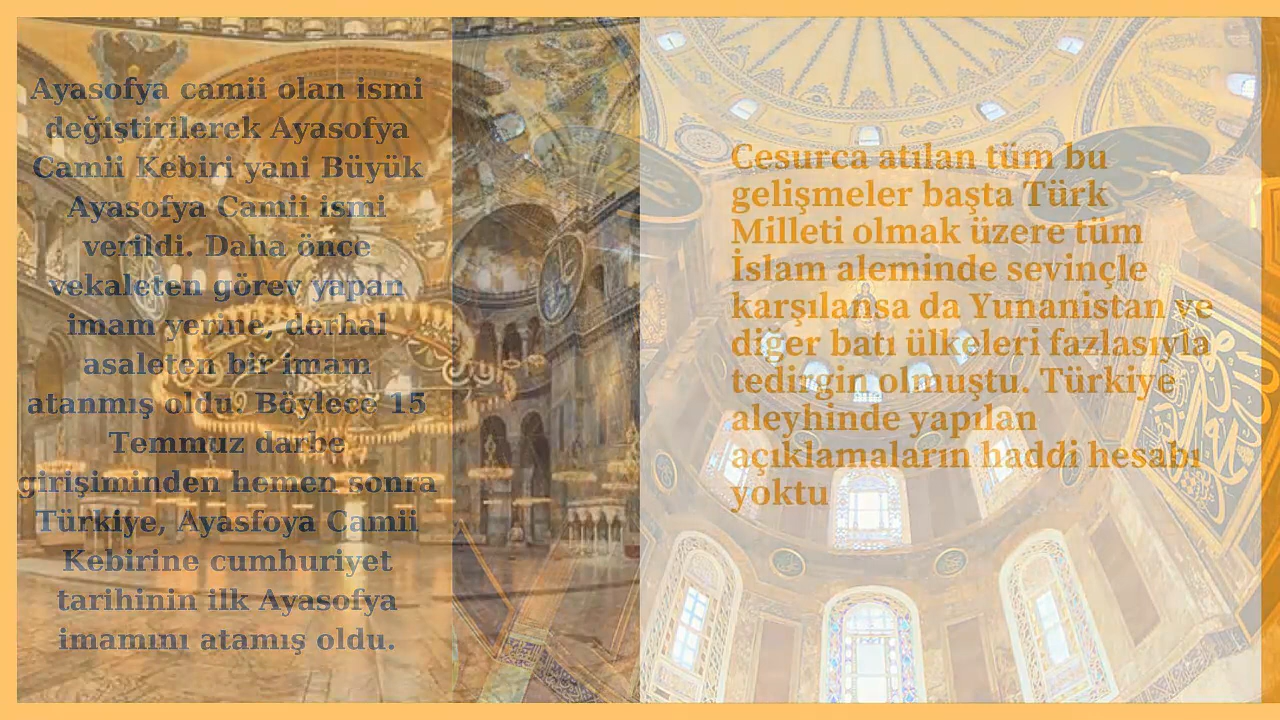 Ayasofya camii olan ismi
değiştirilerek Ayasofya
Camii Kebiri yani Büyük
Ayasofya Camii ismi
verildi. Daha önce
vekaleten görev yapan
imam yerine, derhal
asaleten bir imam
atanmış oldu. Böylece 15
Temmuz darbe
girişiminden hemen sonra
Türkiye, Ayasfoya Camii
Kebirine cumhuriyet
tarihinin ilk Ayasofya
imamını atamış oldu.
Cesurca atılan tüm bu
gelişmeler başta Türk
Milleti olmak üzere tüm
İslam aleminde sevinçle
karşılansa da Yunanistan ve
diğer batı ülkeleri fazlasıyla
tedirgin olmuştu. Türkiye
aleyhinde yapılan
açıklamaların haddi hesabı
yoktu